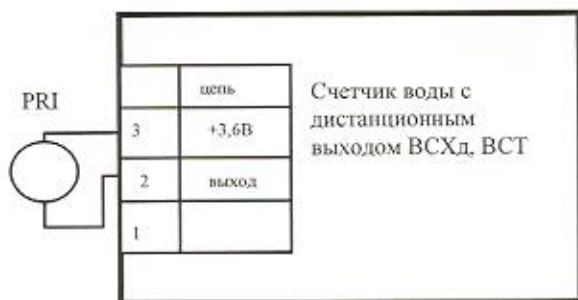 PRI
цепь
3 +3,6В
2 выход
1
Счетчик воды с
дистанционным
выходом ВСХд, ВСТ